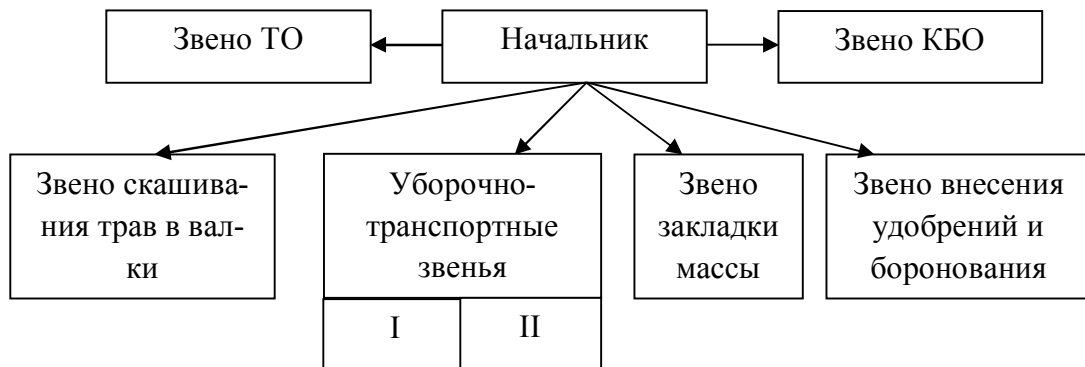 Звено ТО
Начальник
Звено КБО
Звено скашива-
ния трав в вал-
ки
Уборочно-
транспортные
звенья
I
II
Звено
закладки
массы
Звено внесения
удобрений и
боронования